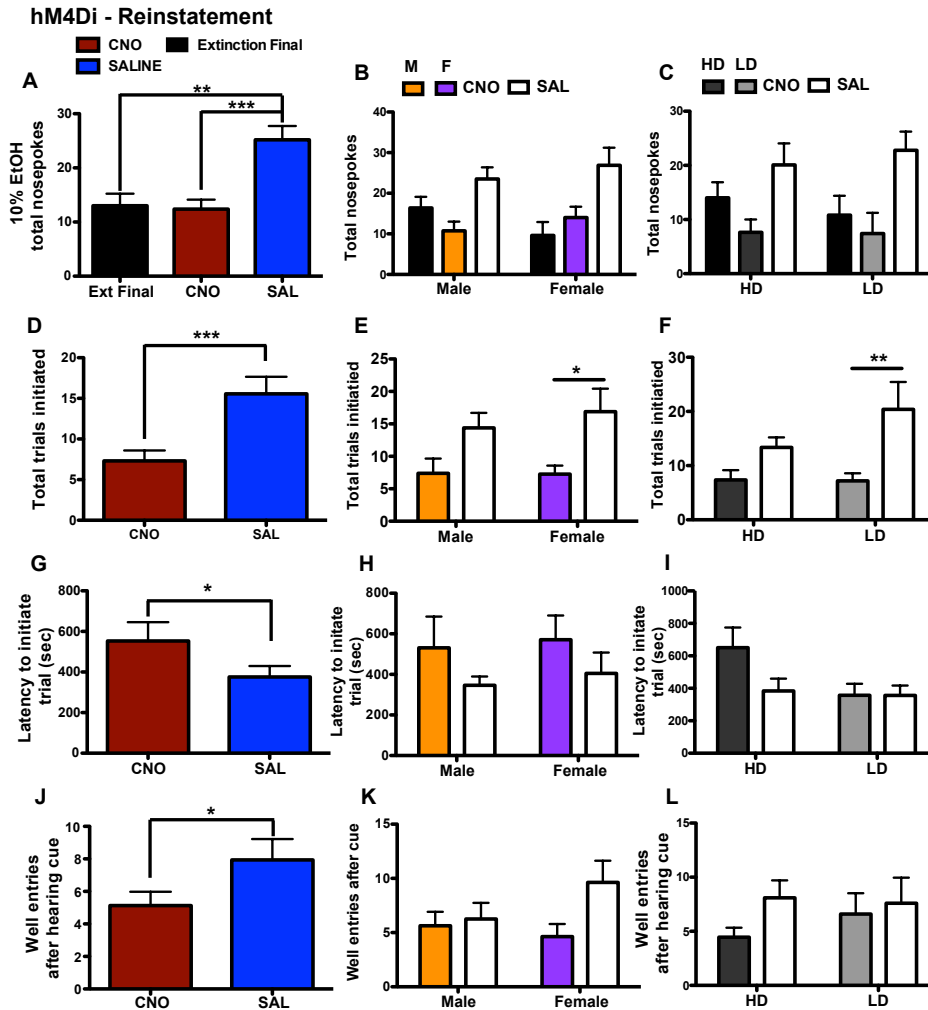 hM4Di - Reinstatement
CNO Extinction Final
SALINE
A
**
***
10% EtOH
total nosepokes
30
20
10
0
Ext Final CNO SAL
B
M F
CNO SAL
Total nosepokes
40
30
20
10
0
Male Female
C
HD LD
CNO SAL
Total nosepokes
30
20
10
0
HD LD
D
***
Total trials initiated
20
15
10
5
0
CNO SAL
E
*
Total trials initiated
25
20
15
10
5
0
Male Female
F
**
Total trials initiatied
30
20
10
0
HD LD
G
*
Latency to initiate
trial (sec)
800
600
400
200
0
CNO SAL
H
Latency to initiate
trial (sec)
800
600
400
200
0
Male Female
I
Latency to initiate
trial (sec)
1000
800
600
400
200
0
HD LD
J
*
Well entries
after hearing cue
10
8
6
4
2
0
CNO SAL
K
Well entries after cue
15
10
5
0
Male Female
L
Well entries
after hearing cue
15
10
5
0
HD LD